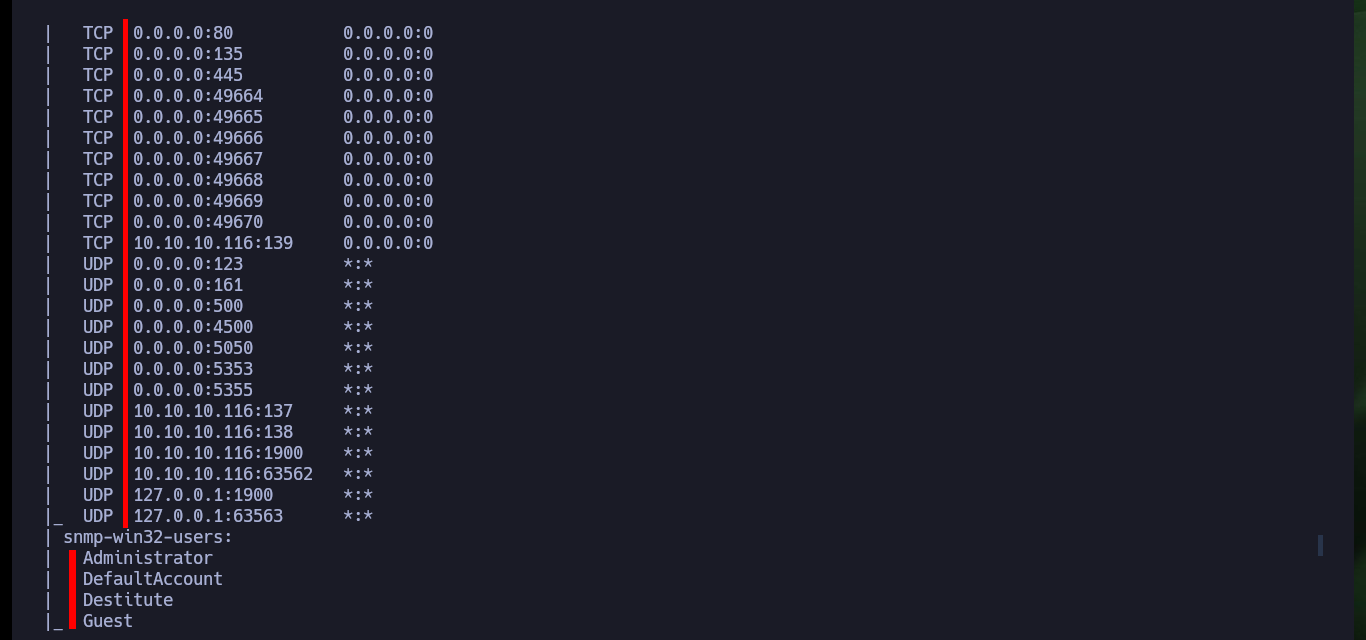 |   TCP  0.0.0.0:80           0.0.0.0:0
|   TCP  0.0.0.0:135          0.0.0.0:0
|   TCP  0.0.0.0:445          0.0.0.0:0
|   TCP  0.0.0.0:49664        0.0.0.0:0
|   TCP  0.0.0.0:49665        0.0.0.0:0
|   TCP  0.0.0.0:49666        0.0.0.0:0
|   TCP  0.0.0.0:49667        0.0.0.0:0
|   TCP  0.0.0.0:49668        0.0.0.0:0
|   TCP  0.0.0.0:49669        0.0.0.0:0
|   TCP  0.0.0.0:49670        0.0.0.0:0
|   TCP  10.10.10.116:139     0.0.0.0:0
|   UDP  0.0.0.0:123          *:*
|   UDP  0.0.0.0:161          *:*
|   UDP  0.0.0.0:500          *:*
|   UDP  0.0.0.0:4500         *:*
|   UDP  0.0.0.0:5050         *:*
|   UDP  0.0.0.0:5353         *:*
|   UDP  0.0.0.0:5355         *:*
|   UDP  10.10.10.116:137     *:*
|   UDP  10.10.10.116:138     *:*
|   UDP  10.10.10.116:1900    *:*
|   UDP  10.10.10.116:63562   *:*
|   UDP  127.0.0.1:1900       *:*
|_  UDP  127.0.0.1:63563      *:*
| snmp-win32-users:
|   Administrator
|   DefaultAccount
|   Destitute
|_  Guest